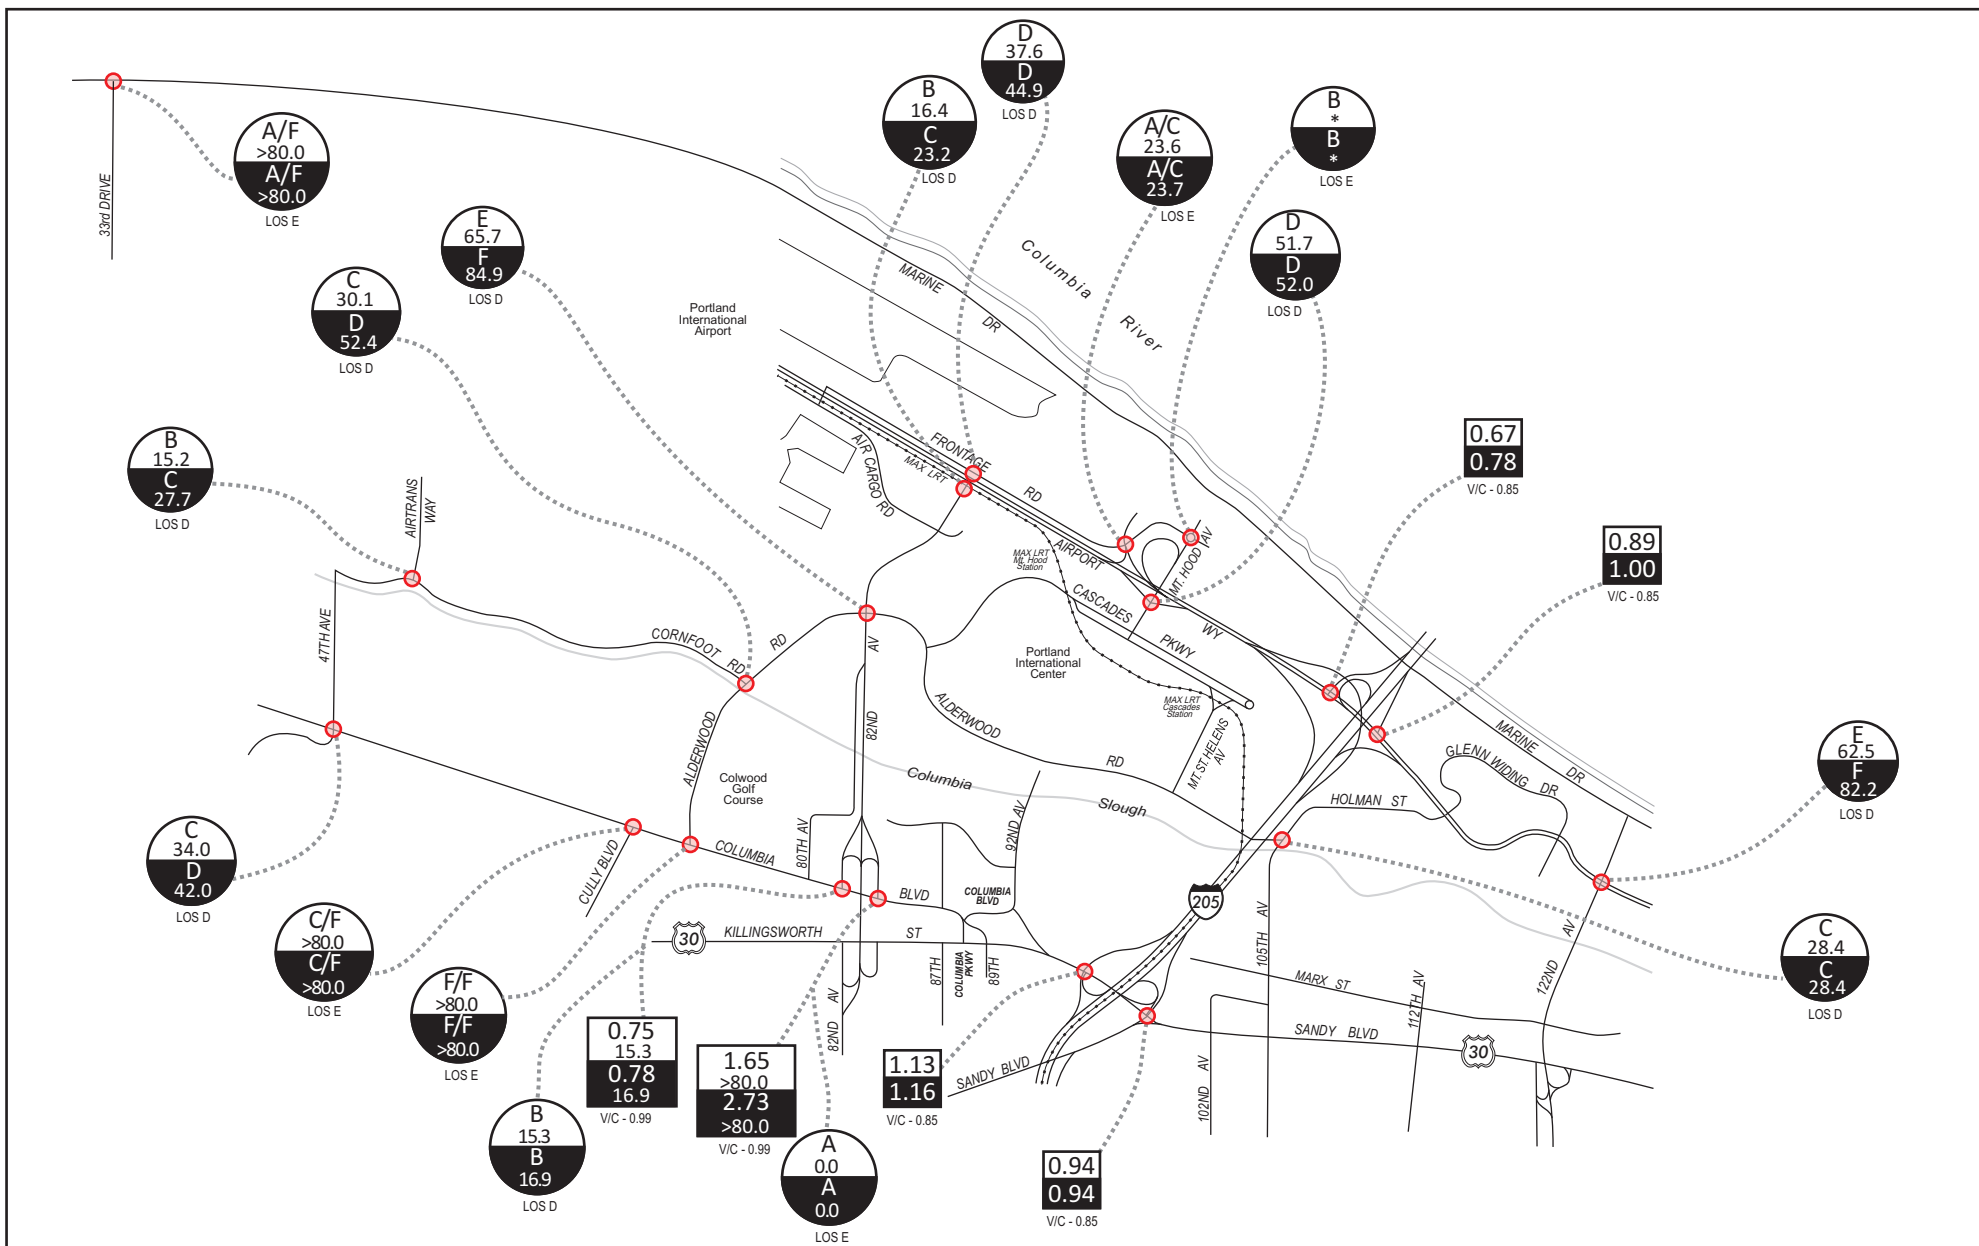 D
37.6
D
44.9
LOS D
B
16.4
C
23.2
LOS D
A/C
23.6
A/C
23.7
LOS E
B
*
B
*
LOS E
A/F
>80.0
A/F
>80.0
LOS E
33rd DRIVE
E
65.7
F
84.9
LOS D
D
51.7
D
52.0
LOS D
C
30.1
D
52.4
LOS D
Columbia
River
MARINE
DR
Portland
International
Airport
B
15.2
C
27.7
LOS D
AIRTRANS
WAY
FRONTAGE
RD
MAX LRT
AIR CARGO RD
0.67
0.78
V/C - 0.85
0.89
1.00
V/C - 0.85
MAX LRT
Mt. Hood
Station
AIRPORT
WY
MT. HOOD AV
CASCADES
PKWY
47TH AVE
CORNFOOT
RD
RD
AV
Portland
International
Center
MAX LRT
Cascades
Station
ALDERWOOD
82ND
ALDERWOOD
RD
MT. ST. HELENS
AV
MARINE
DR
GLENN WIDING
DR
HOLMAN ST
E
62.5
F
82.2
LOS D
Colwood
Golf
Course
Columbia
Slough
C
34.0
D
42.0
LOS D
CULLY BLVD
COLUMBIA
80TH AV
BLVD
92ND AV
COLUMBIA
BLVD
205
30
KILLINGSWORTH
ST
87TH
COLUMBIA
PKWY
89TH
105TH AV
122ND AV
C
28.4
C
28.4
LOS D
C/F
>80.0
C/F
>80.0
LOS E
F/F
>80.0
F/F
>80.0
LOS E
82ND AV
MARX ST
112TH AV
SANDY BLVD
30
0.75
15.3
0.78
16.9
V/C - 0.99
1.65
>80.0
2.73
>80.0
V/C - 0.99
1.13
1.16
V/C - 0.85
SANDY BLVD
102ND AV
B
15.3
B
16.9
LOS D
A
0.0
A
0.0
LOS E
0.94
0.94
V/C - 0.85